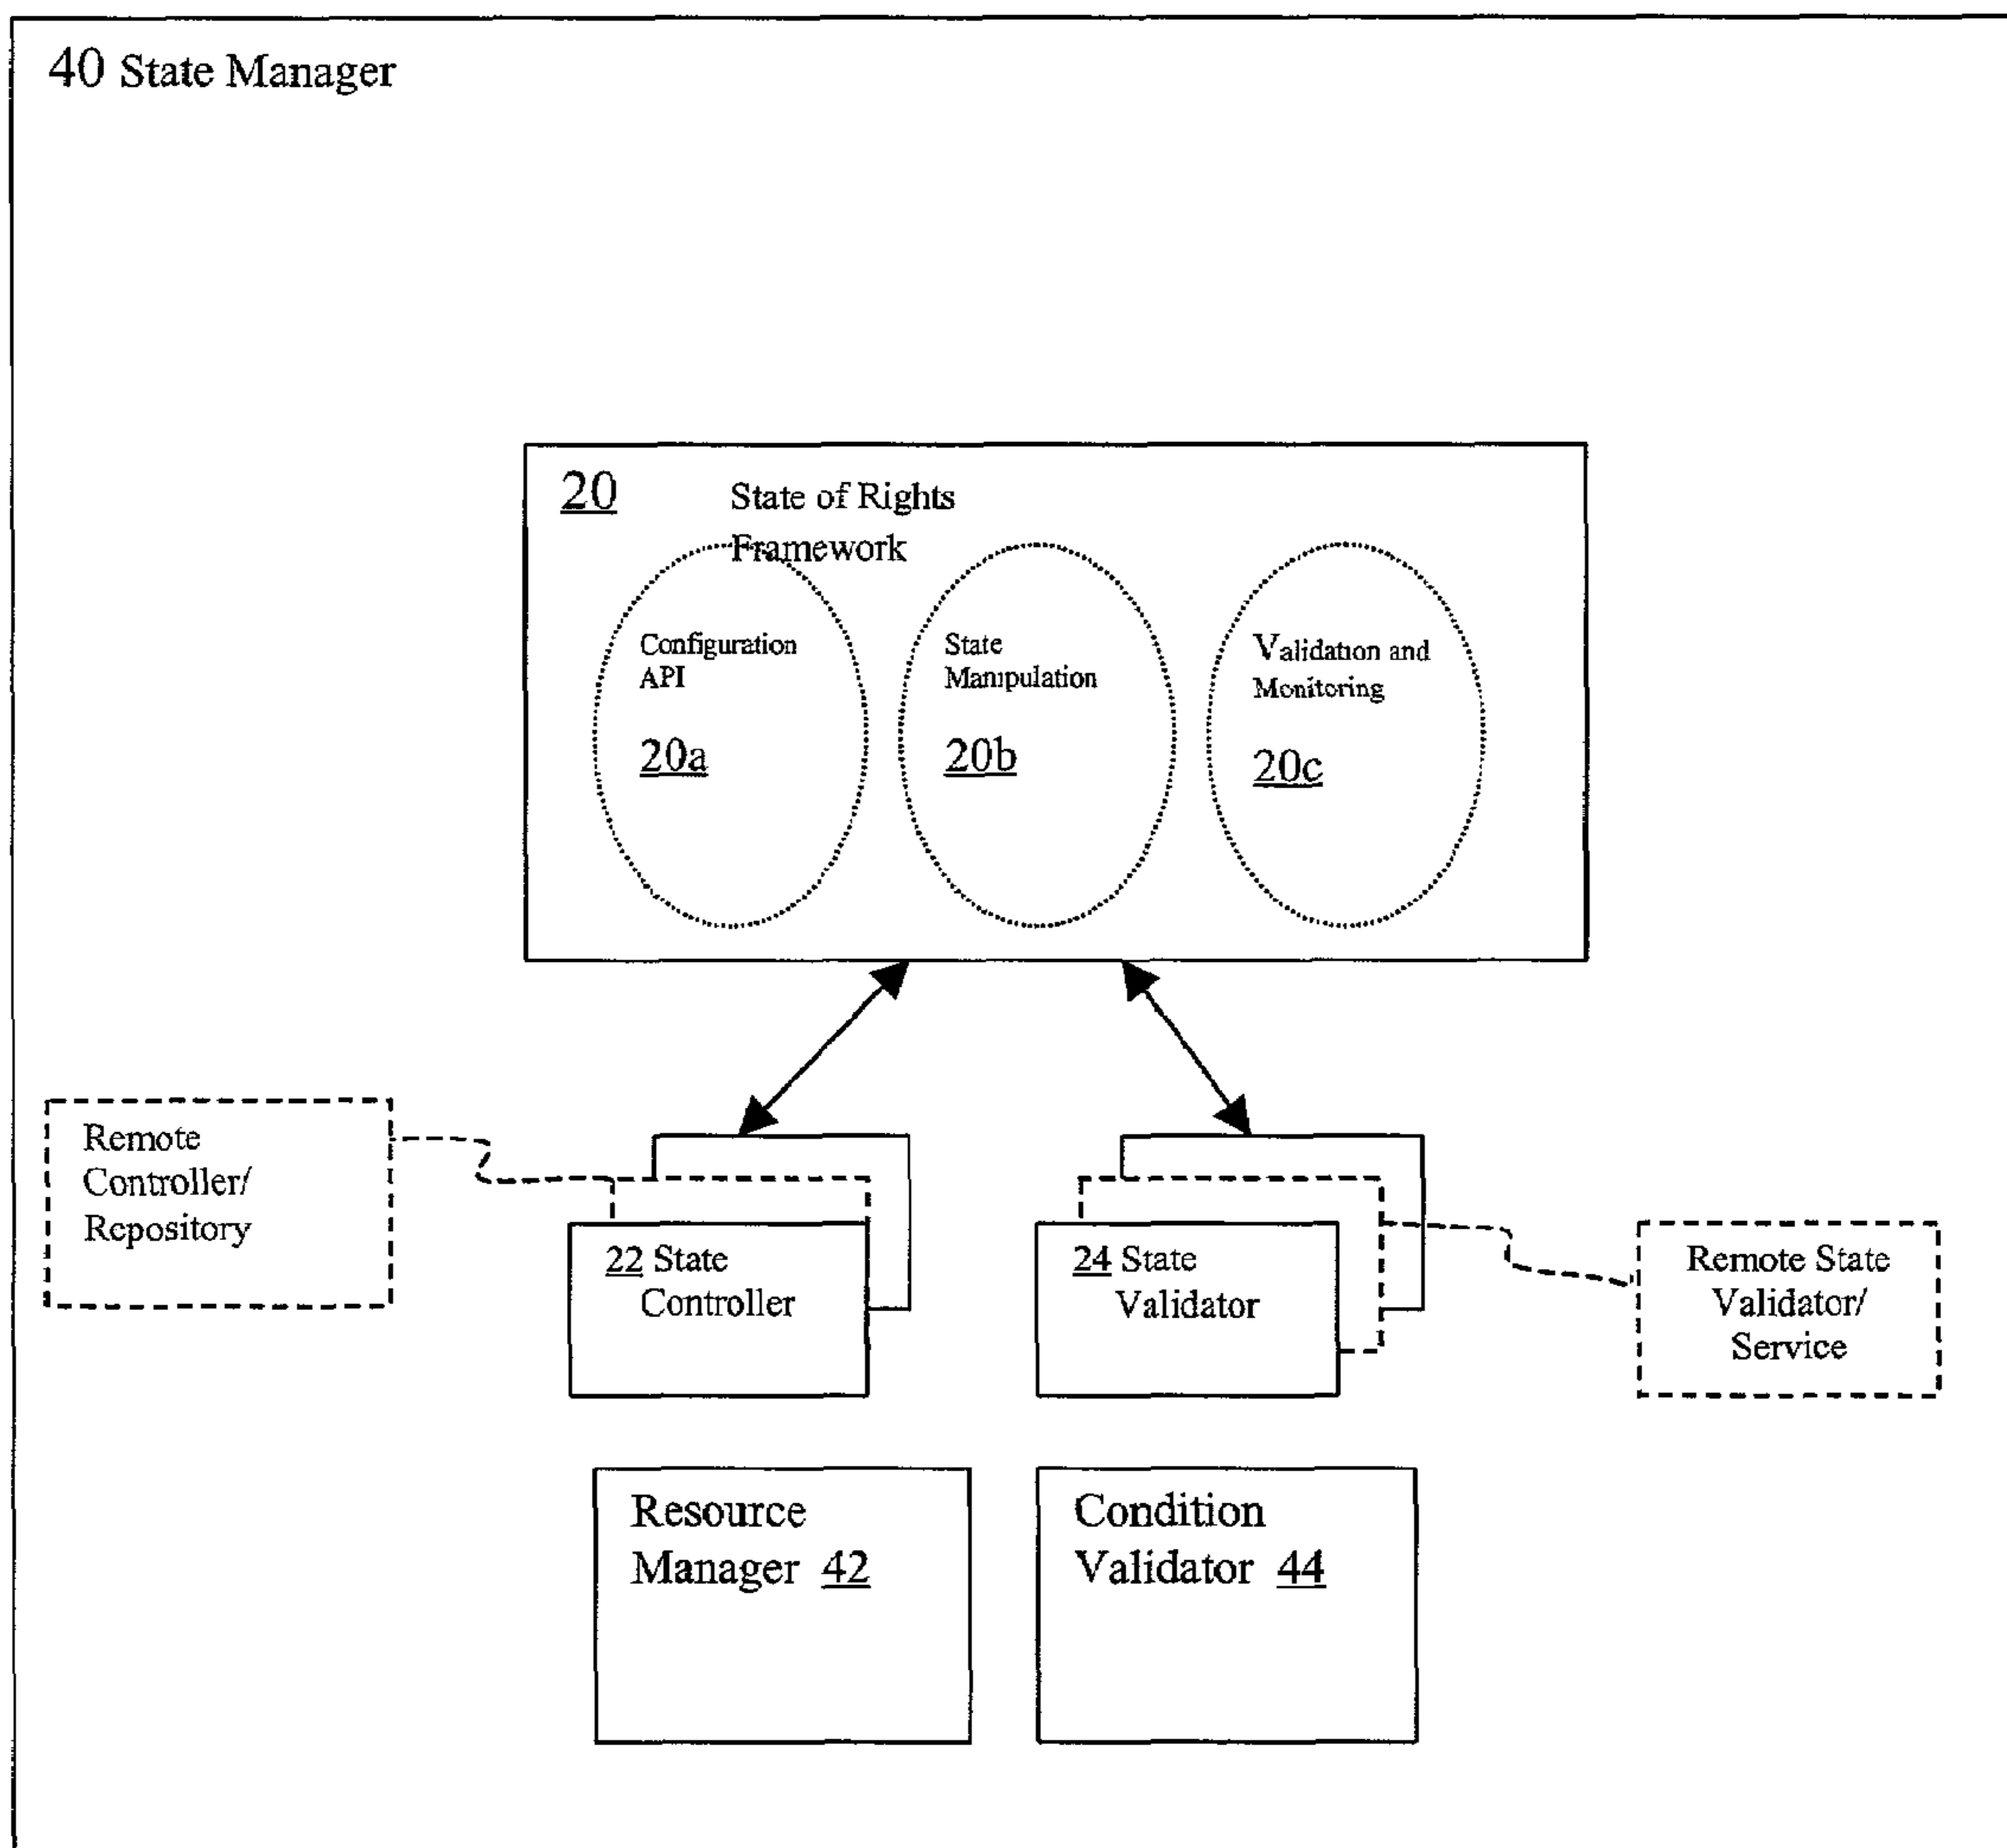 40 State Manager
20 State of Rights
Framework
Configuration
API
20a
State
Manipulation
20b
Validation and
Monitoring
20c
Remote
Controller/
Repository
22 State
Controller
24 State
Validator
Remote State
Validator/
Service
Resource
Manager 42
Condition
Validator 44